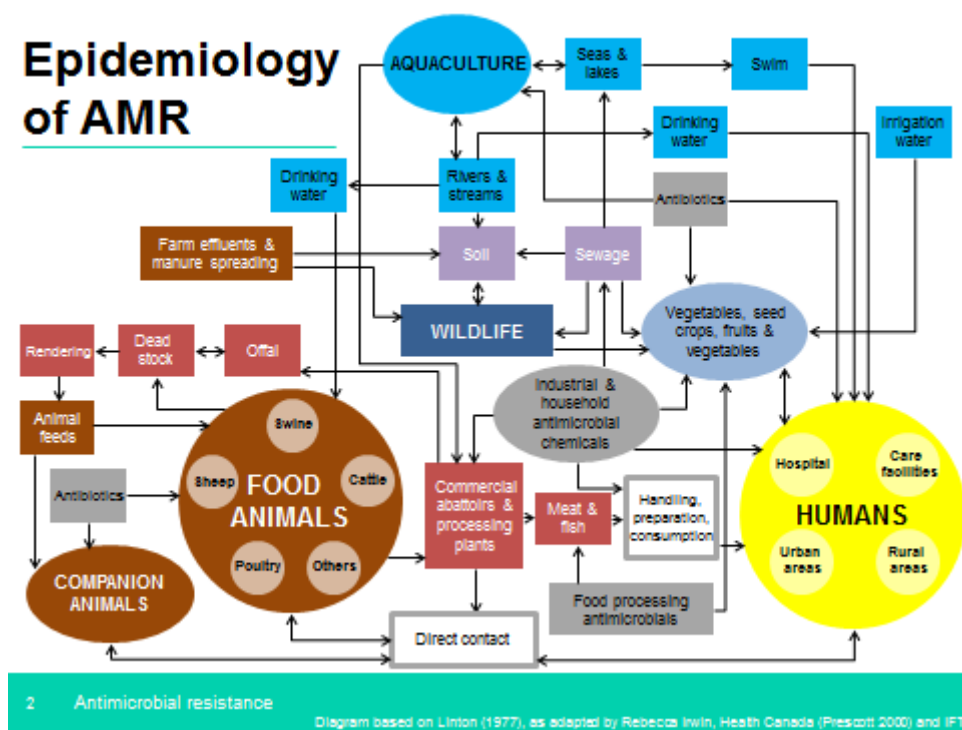 Epidemiology
of AMR
AQUACULTURE
Seas &
lakes
Swim
Drinking
water
Irrigation
water
Drinking
water
Rivers &
streams
Antibiotics
Farm effluents &
manure spreading
Soil
Sewage
WILDLIFE
Vegetables, seed
crops, fruits &
vegetables
Rendering
Dead
stock
Offal
Industrial &
household
antimicrobial
chemicals
Animal
feeds
Swine
Sheep
Cattle
FOOD
ANIMALS
Poultry
Others
Antibiotics
Commercial
abattoirs &
processing
plants
Meat &
fish
Handling,
preparation,
consumption
Hospital
Care
facilities
HUMANS
Urban
areas
Rural
areas
COMPANION
ANIMALS
Food processing
antimicrobials
Direct contact
2 Antimicrobial resistance
Diagram based on Linton (1977), as adapted by Rebecca Irwin, Health Canada (Prescott 2000) and IFT